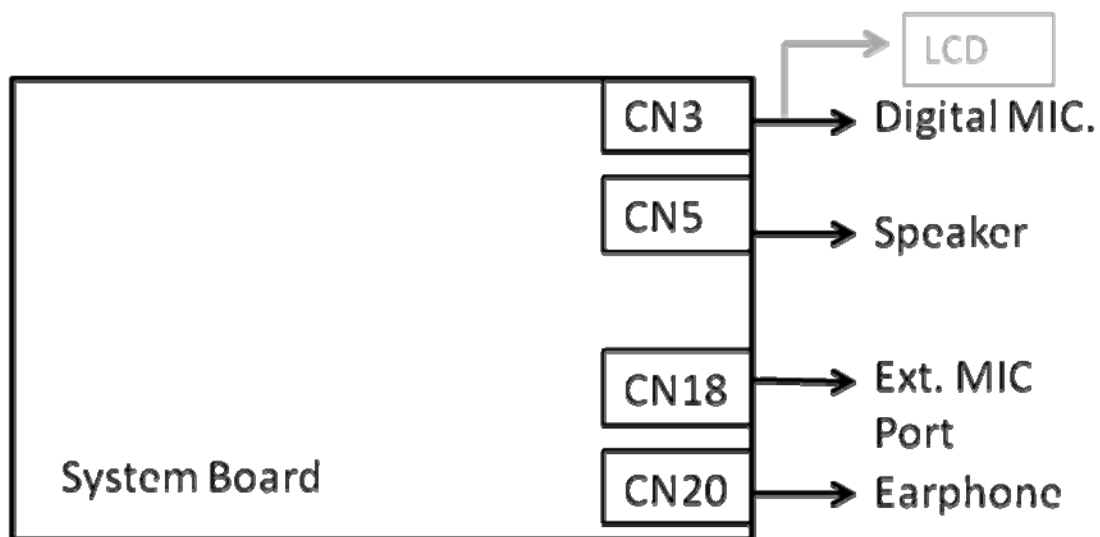 LCD
CN3
Digital MIC.
CN5
Speaker
CN18
Ext. MIC
Port
System Board
CN20
Earphone